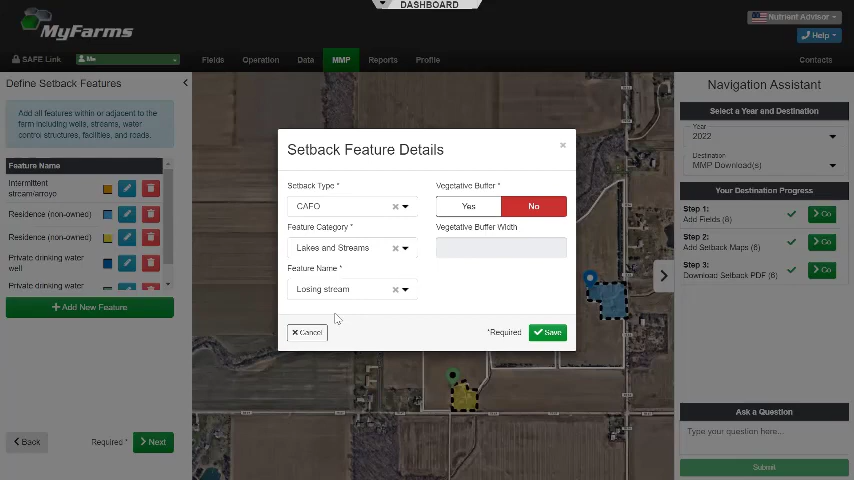 DASHBOARD
MyFarms
Nutrient Advisor
Help
SAFE Link
Me
Fields
Operation
Data
MMP
Reports
Profile
Contacts
Define Setback Features
Add all features within or adjacent to the
farm-including wells, streams, water
control structures, facilities, and roads.
Feature Name
Intermittent
stream/arroyo
Residence (non-owned)
Residence (non-owned)
Private drinking water
well
Private drinking water
Add New Feature
Back
Required *
Next
Setback Feature Details
×
Setback Type *
CAFO
Feature Category *
Lakes and Streams
Feature Name *
Losing stream
Vegetative Buffer *
Yes
No
Vegetative Buffer Width
Cancel
*Required
Save
Navigation Assistant
Select a Year and Destination
Year
2022
Destination
MMP Download(s)
Your Destination Progress
Step 1:
Add Fields (8)
Go
Step 2:
Add Setback Maps (6)
Go
Step 3:
Download Setback PDF (6)
Go
Ask a Question
Type your question here...
Submit